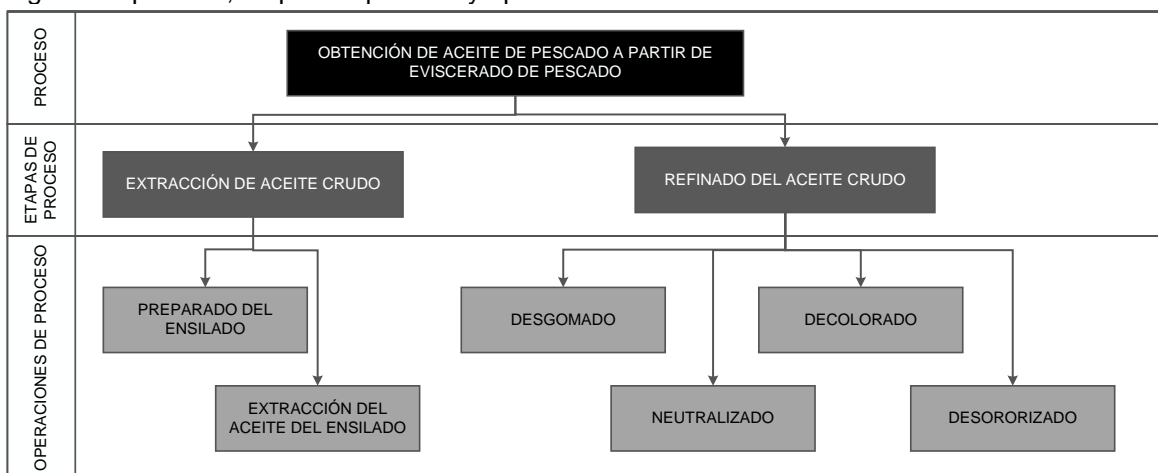 PROCESO
OBTENCIÓN DE ACEITE DE PESCADO A PARTIR DE
EVISCERADO DE PESCADO
ETAPAS DE
PROCESO
EXTRACCIÓN DE ACEITE CRUDO
REFINADO DEL ACEITE CRUDO
OPERACIONES DE PROCESO
PREPARADO DEL
ENSILADO
DESGOMADO
DECOLORADO
EXTRACCIÓN DEL
ACEITE DEL ENSILADO
NEUTRALIZADO
DESORORIZADO